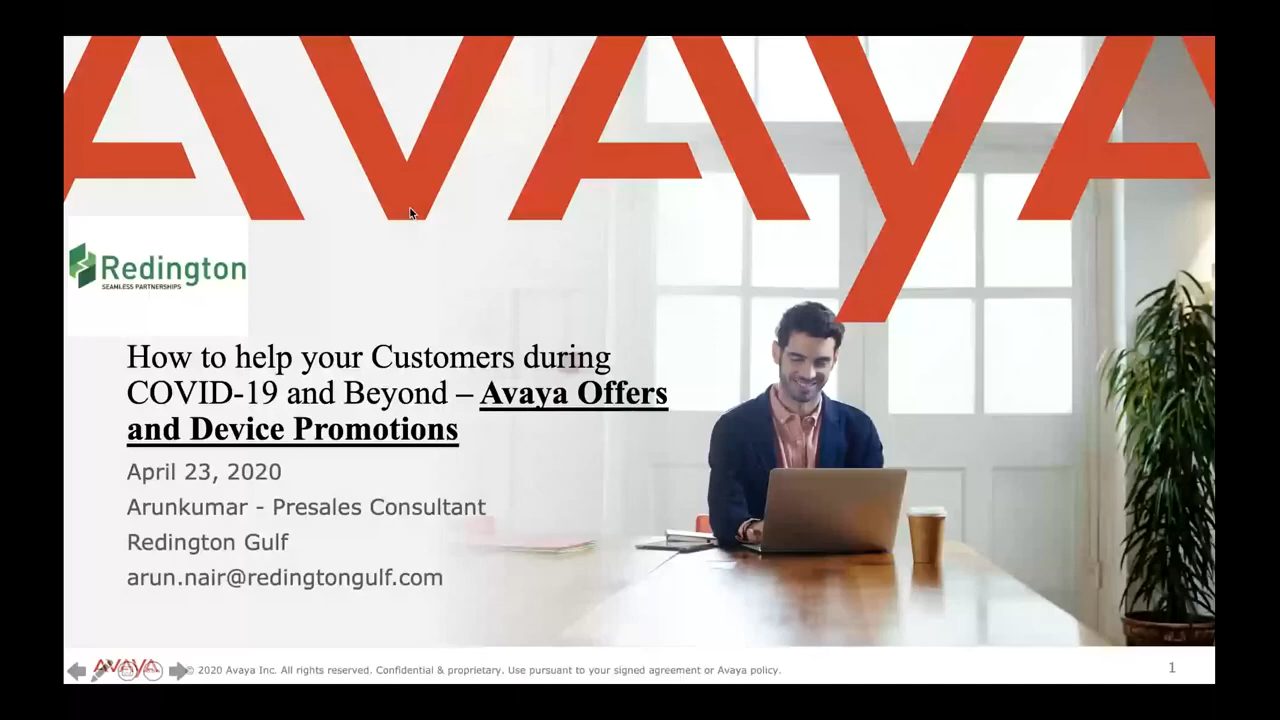 AVAYA
Redington
SEAMLESS PARTNERSHIPS
How to help your Customers during
COVID-19 and Beyond – Avaya Offers
and Device Promotions
April 23, 2020
Arunkumar - Presales Consultant
Redington Gulf
arun.nair@redingtongulf.com
AVAYA © 2020 Avaya Inc. All rights reserved. Confidential & proprietary. Use pursuant to your signed agreement or Avaya policy. 1